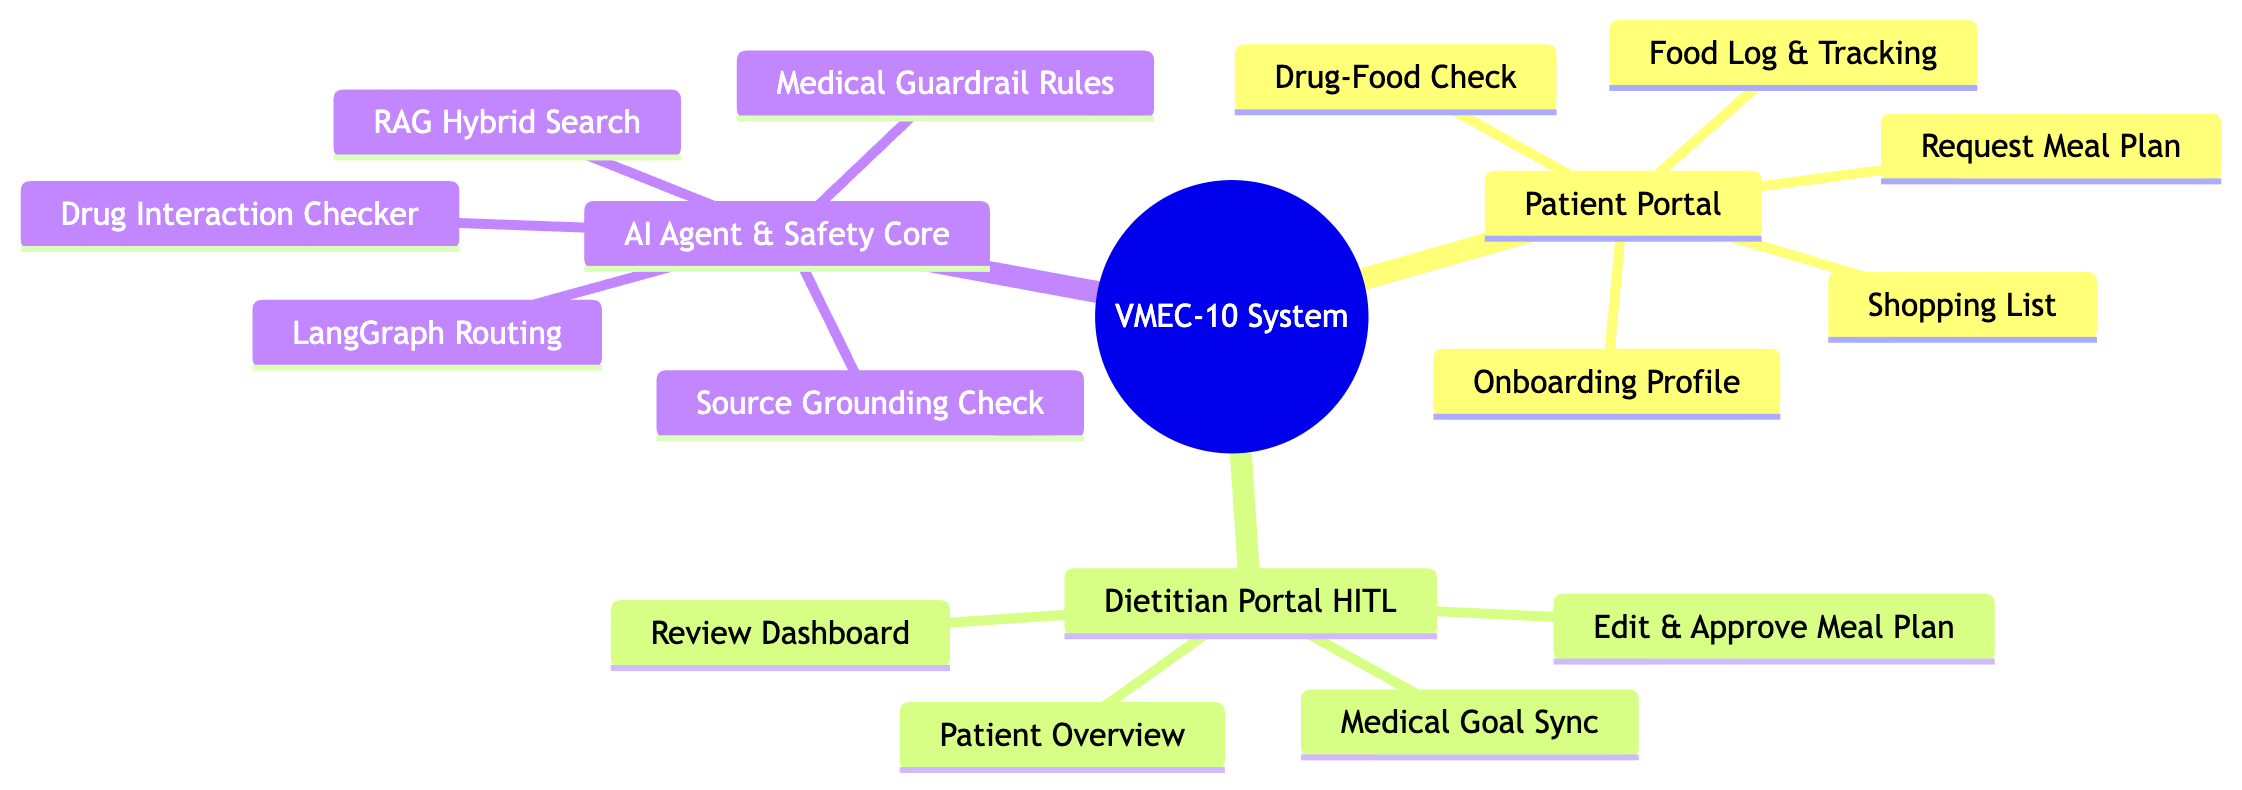 Food Log & Tracking
Drug-Food Check
Medical Guardrail Rules
RAG Hybrid Search
Request Meal Plan
Patient Portal
Drug Interaction Checker
AI Agent & Safety Core
Shopping List
VMEC-10 System
LangGraph Routing
Onboarding Profile
Source Grounding Check
Dietitian Portal HITL
Edit & Approve Meal Plan
Review Dashboard
Medical Goal Sync
Patient Overview